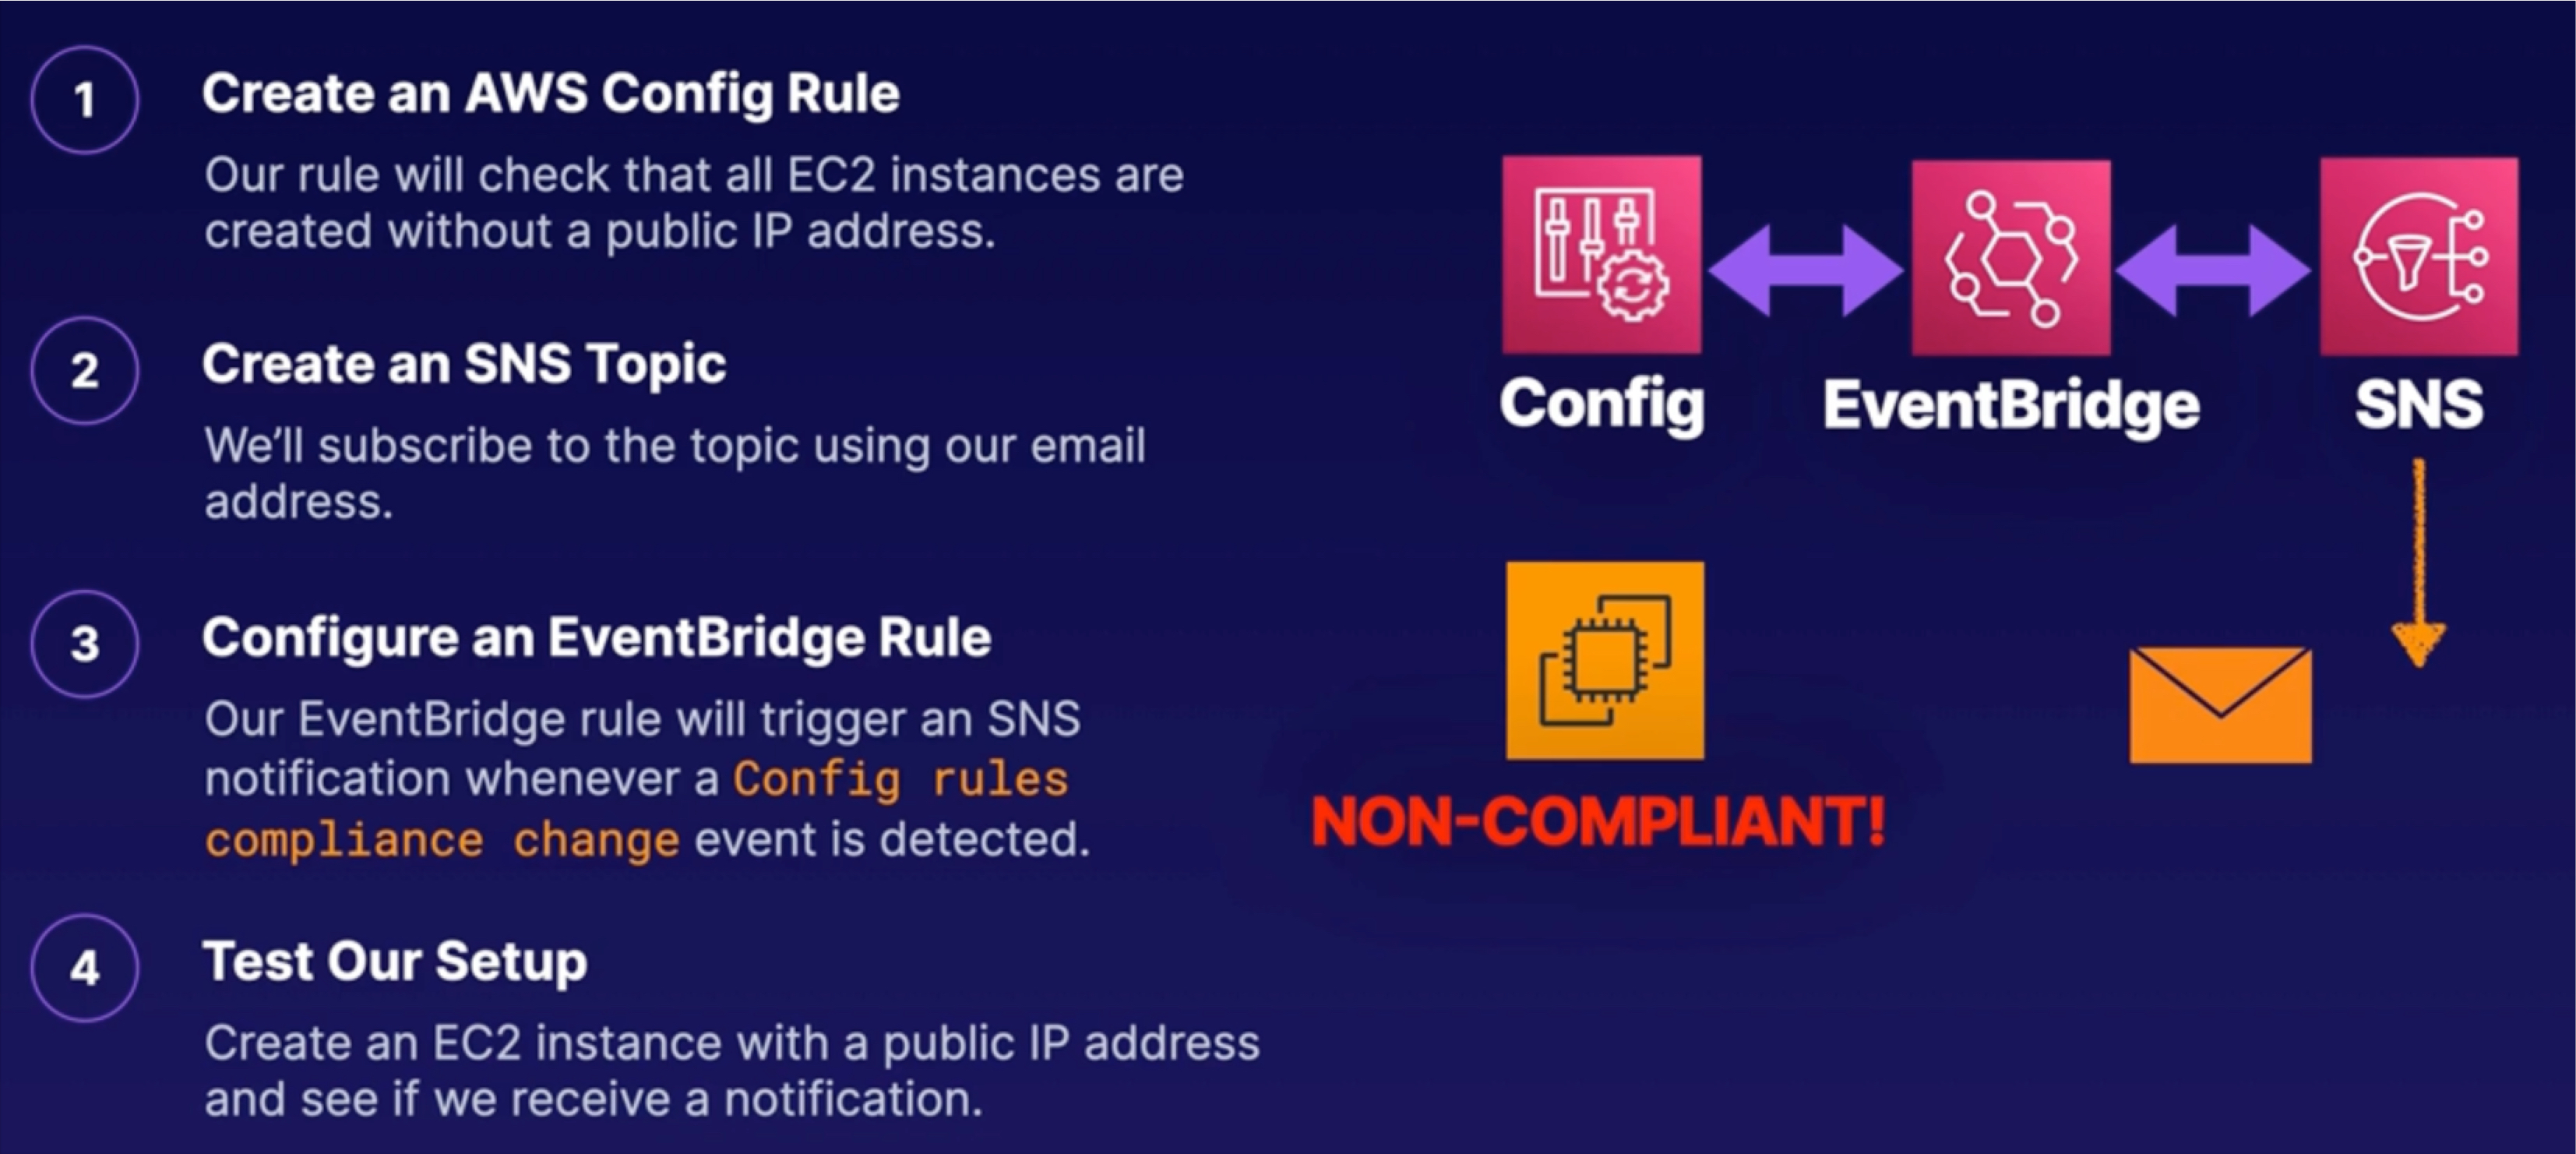 1
Create an AWS Config Rule
Our rule will check that all EC2 instances are
created without a public IP address.
2
Create an SNS Topic
We'll subscribe to the topic using our email
address.
3
Configure an EventBridge Rule
Our EventBridge rule will trigger an SNS
notification whenever a Config rules
compliance change event is detected.
4
Test Our Setup
Create an EC2 instance with a public IP address
and see if we receive a notification.
Config
EventBridge
SNS
NON-COMPLIANT!